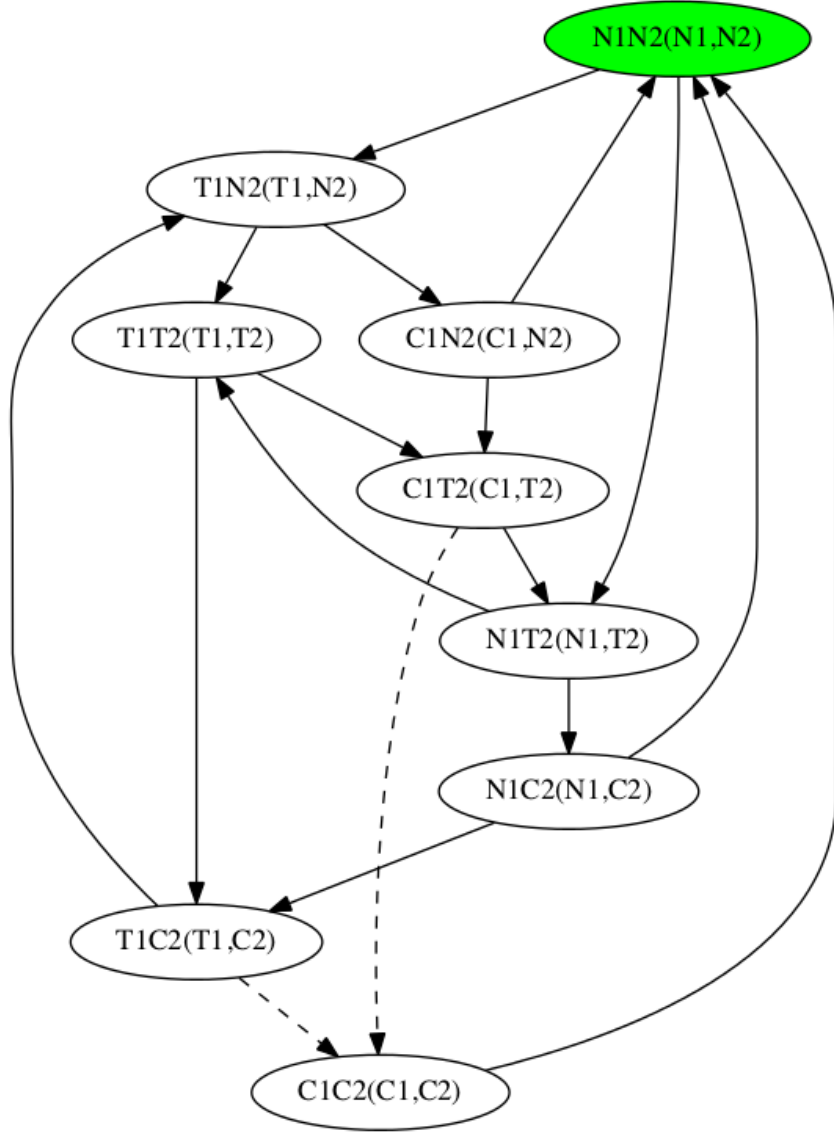 N1N2(N1,N2)
T1N2(T1,N2)
T1T2(T1,T2)
C1N2(C1,N2)
C1T2(C1,T2)
N1T2(N1,T2)
N1C2(N1,C2)
T1C2(T1,C2)
C1C2(C1,C2)